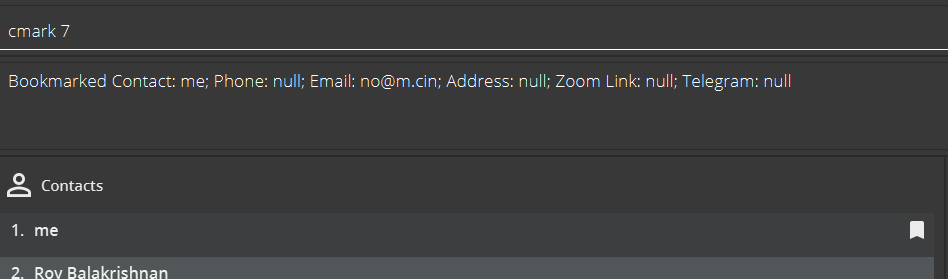 cmark 7
Bookmarked Contact: me; Phone: null; Email: no@m.cin; Address: null; Zoom Link: null; Telegram: null
Contacts
1. me
2. Roy Balakrishnan